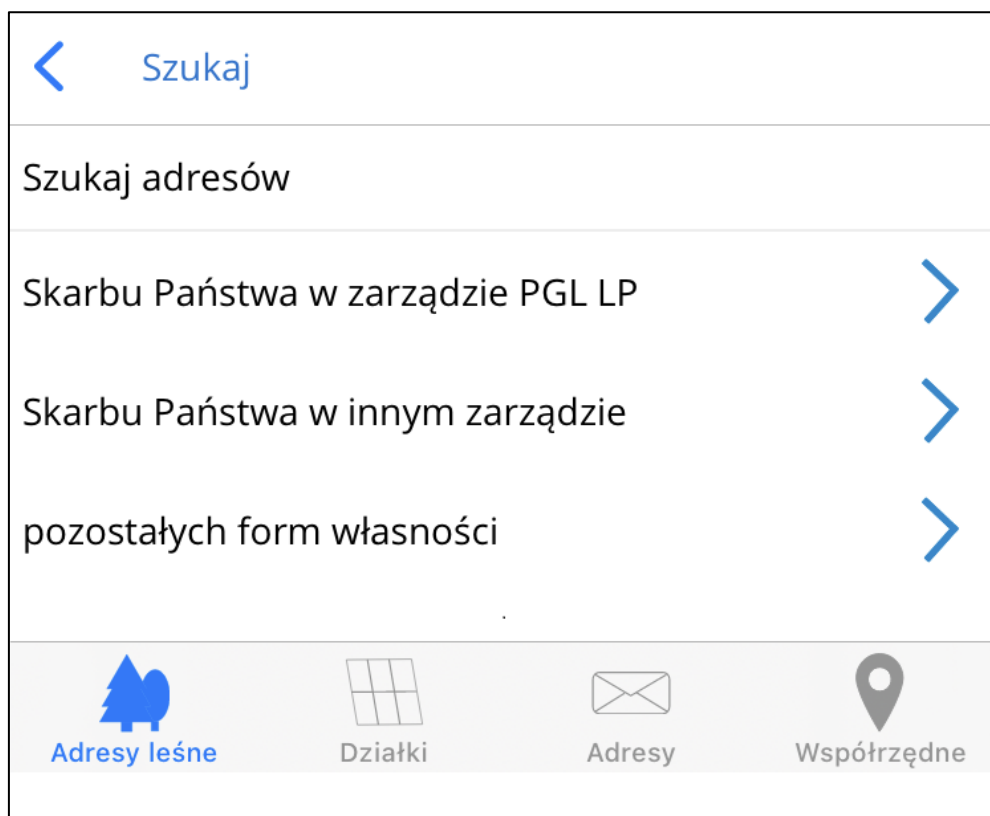 Szukaj
Szukaj adresów
Skarbu Państwa w zarządzie PGL LP
Skarbu Państwa w innym zarządzie
pozostałych form własności
.
Adresy leśne Działki Adresy Współrzędne